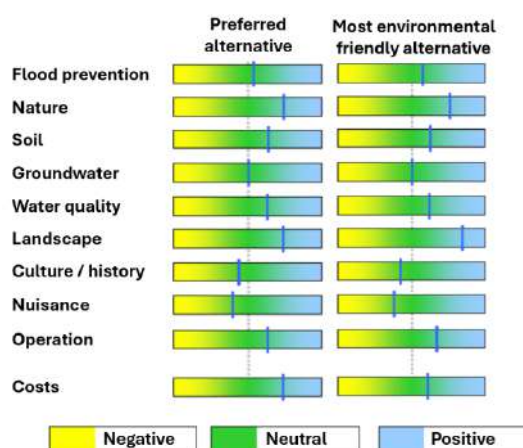 Preferred alternative
Most environmental friendly alternative
Flood prevention
Nature
Soil
Groundwater
Water quality
Landscape
Culture / history
Nuisance
Operation
Costs
Negative
Neutral
Positive